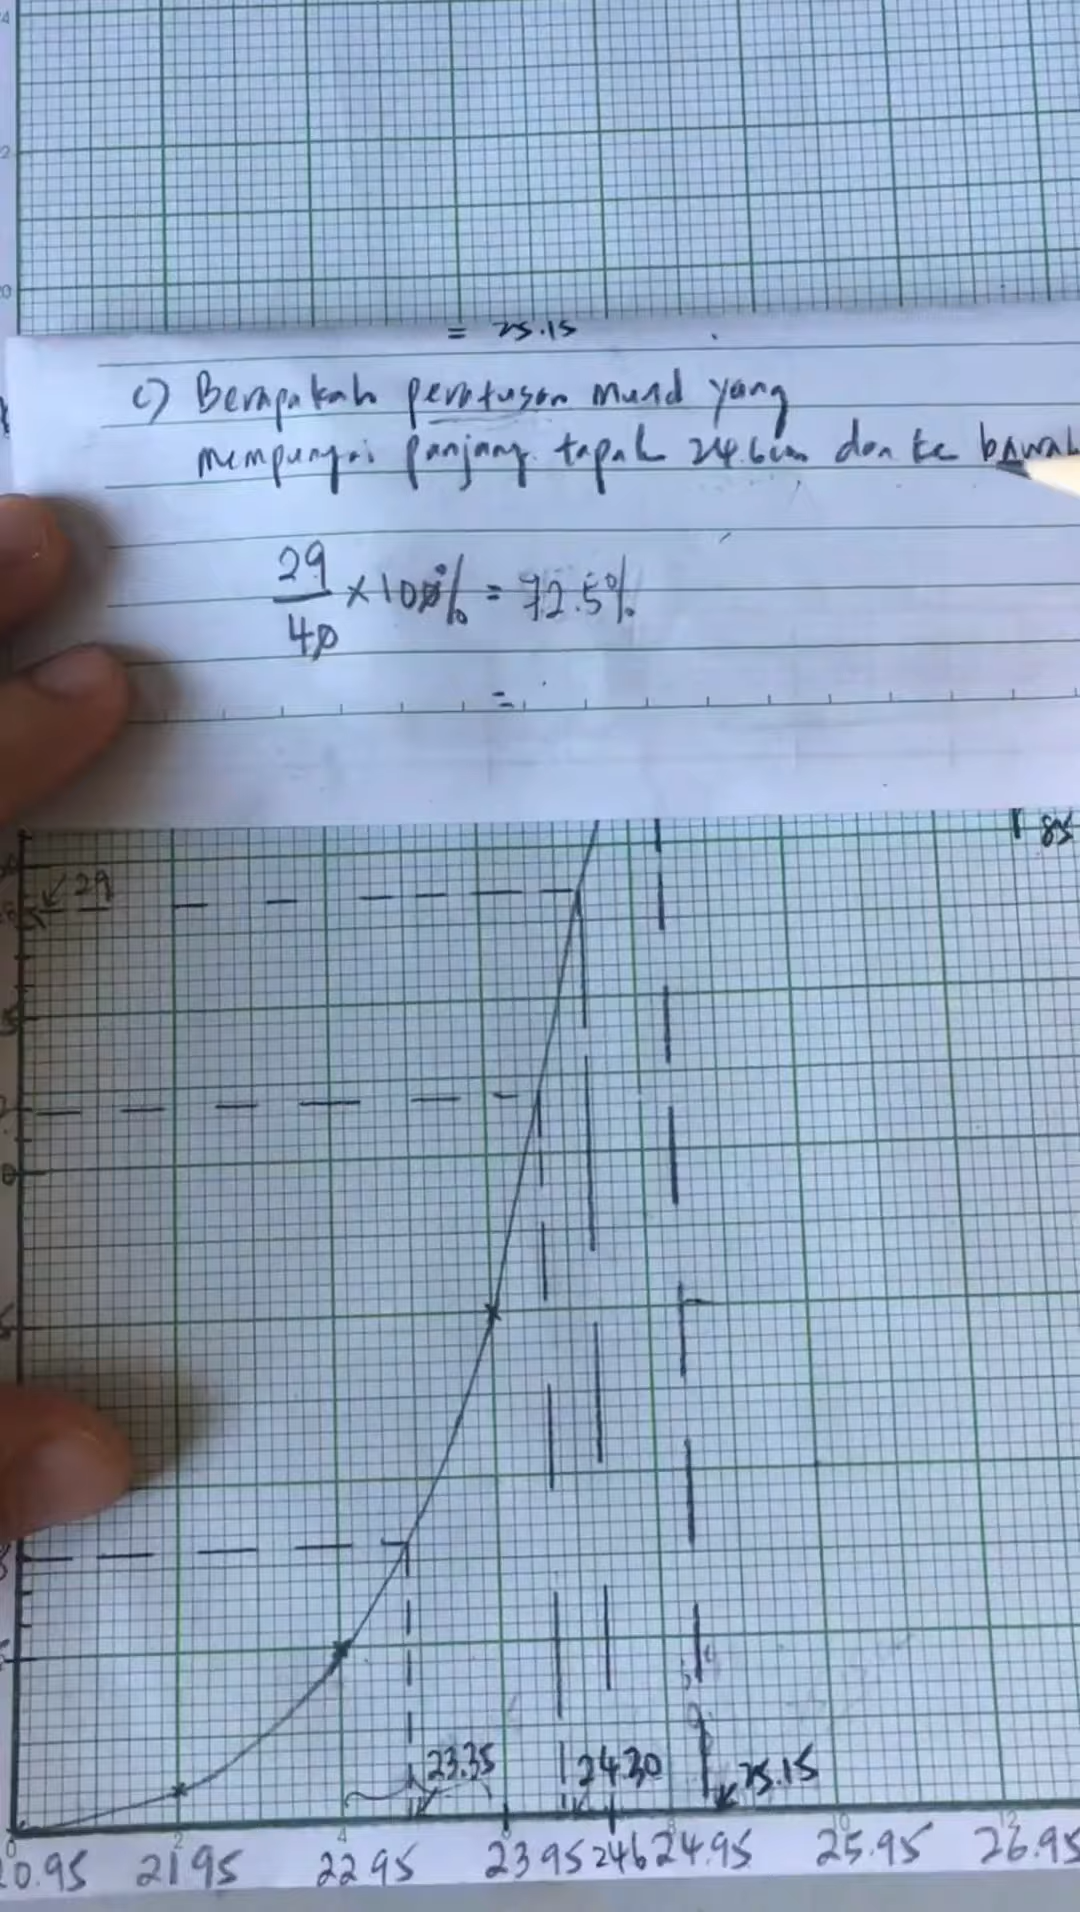 = 25.15
c) Berapakah peratusan murid yang
mempunyai panjang tapak 24.6cm dan ke bawah
29/40 × 100% = 72.5%
=
85
29
23.35
24.30
25.15
20.95 21.95 22.95 23.95 24.6 24.95 25.95 26.95